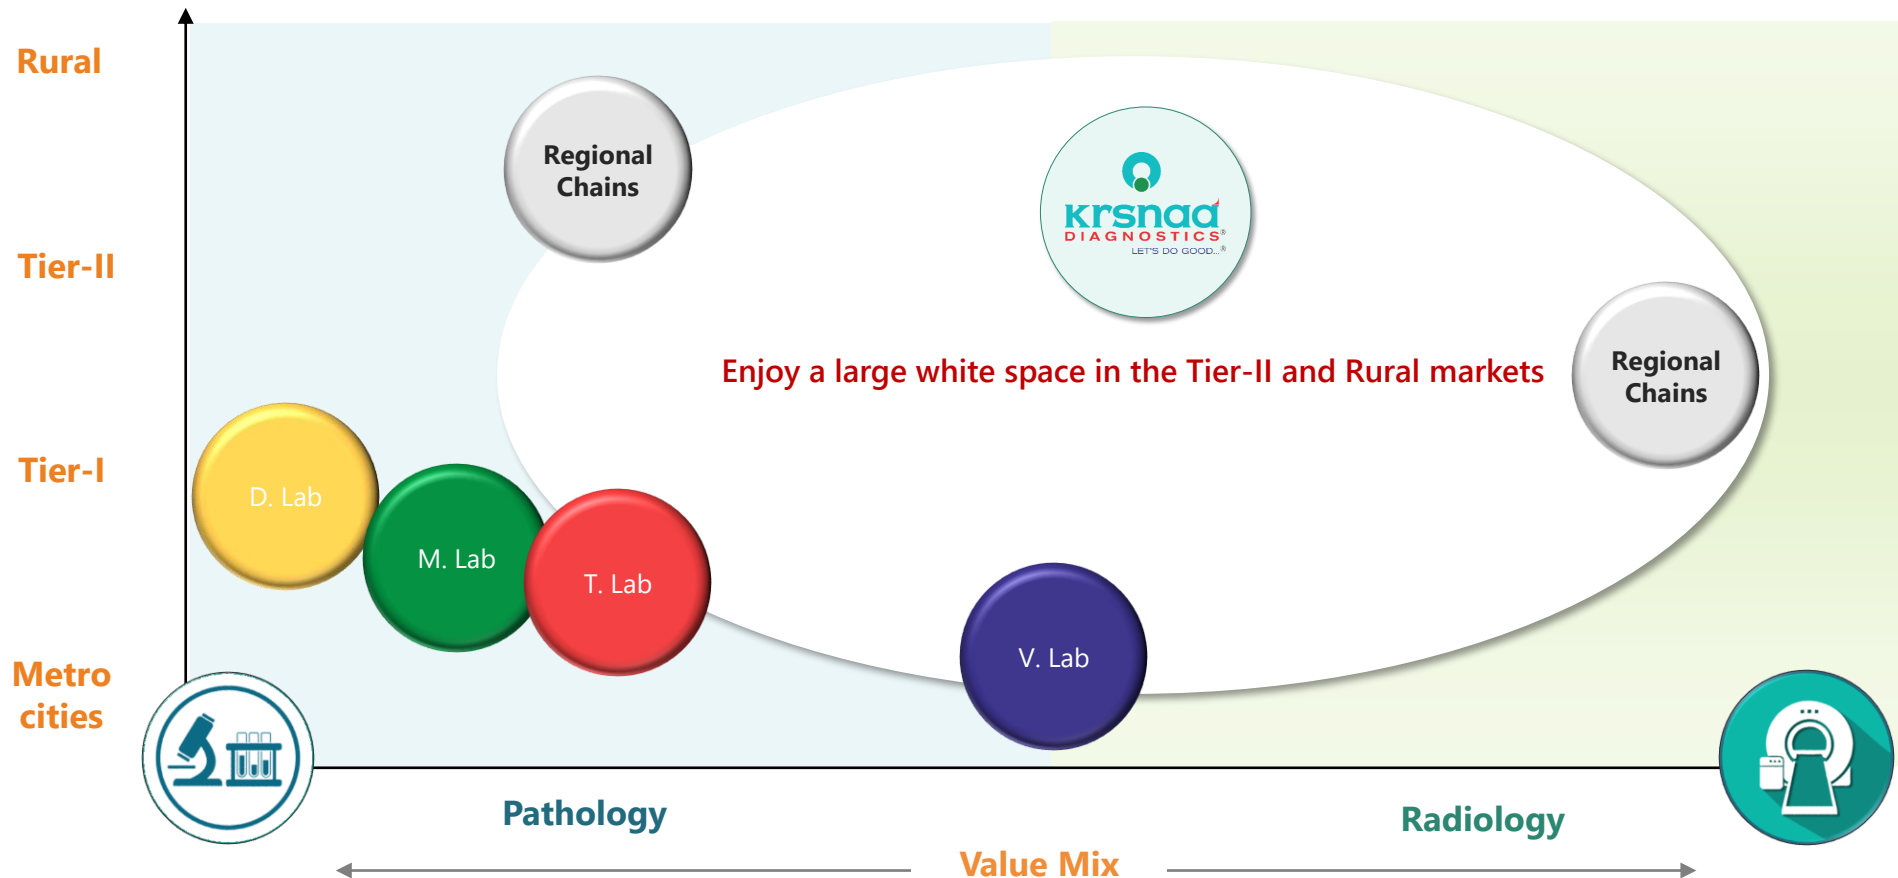 Rural
Regional
Chains
krsnaa®
DIAGNOSTICS
LET'S DO GOOD...®
Tier-II
Enjoy a large white space in the Tier-II and Rural markets
Regional
Chains
Tier-I
D. Lab
M. Lab
T. Lab
V. Lab
Metro
cities
Pathology
Radiology
Value Mix